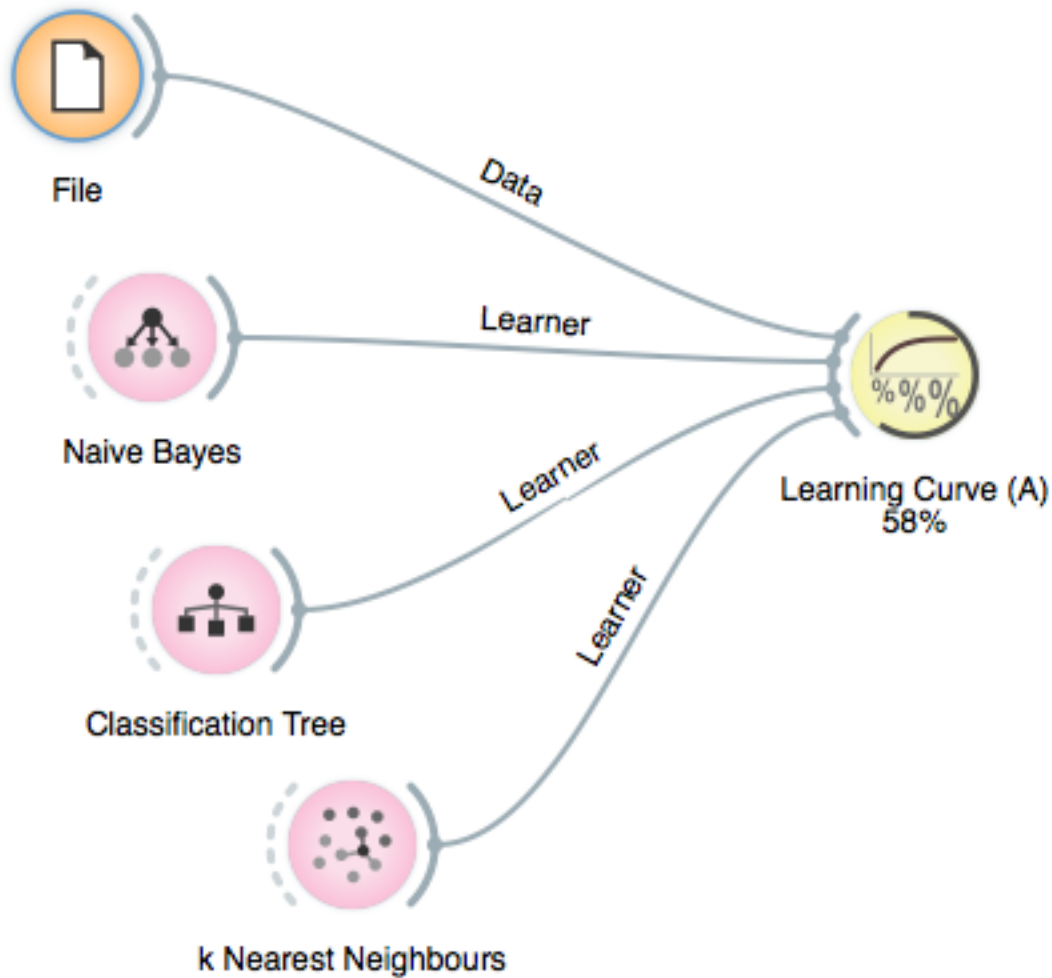 File
Data
Learner
Naive Bayes
%%%
Learning Curve (A)
58%
Learner
Classification Tree
Learner
k Nearest Neighbours